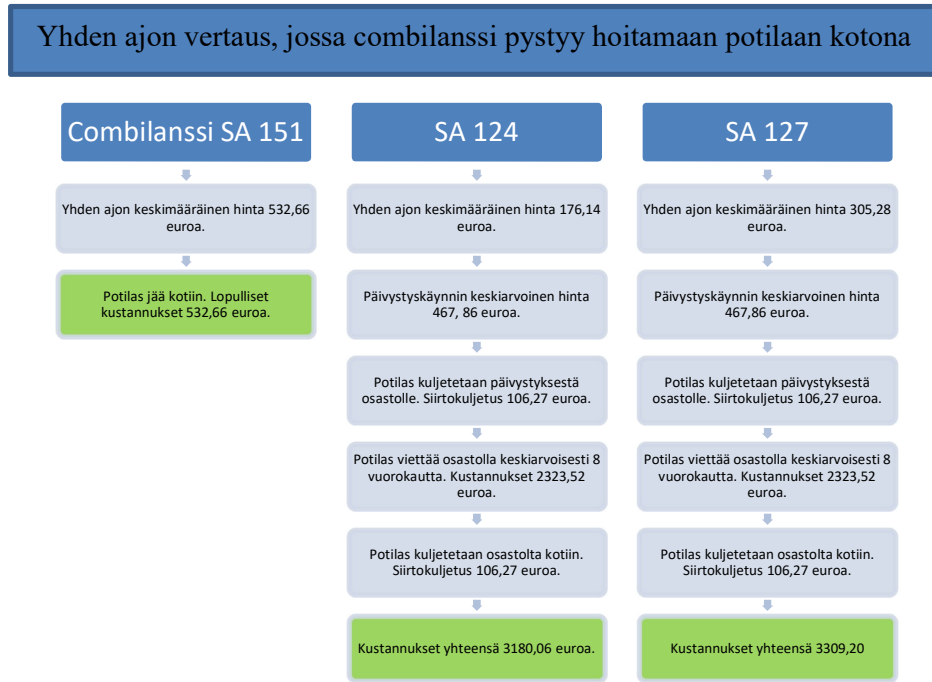 Yhden ajon vertaus, jossa combilanssi pystyy hoitamaan potilaan kotona
Combilanssi SA 151
Yhden ajon keskimääräinen hinta 532,66
euroa.
Potilas jää kotiin. Lopulliset
kustannukset 532,66 euroa.
SA 124
Yhden ajon keskimääräinen hinta 176,14
euroa.
Päivystyskäynnin keskiarvoinen hinta
467, 86 euroa.
Potilas kuljetetaan päivystyksestä
osastolle. Siirtokuljetus 106,27 euroa.
Potilas viettää osastolla keskiarvoisesti 8
vuorokautta. Kustannukset 2323,52
euroa.
Potilas kuljetetaan osastolta kotiin.
Siirtokuljetus 106,27 euroa.
Kustannukset yhteensä 3180,06 euroa.
SA 127
Yhden ajon keskimääräinen hinta 305,28
euroa.
Päivystyskäynnin keskiarvoinen hinta
467,86 euroa.
Potilas kuljetetaan päivystyksestä
osastolle. Siirtokuljetus 106,27 euroa.
Potilas viettää osastolla keskiarvoisesti 8
vuorokautta. Kustannukset 2323,52
euroa.
Potilas kuljetetaan osastolta kotiin.
Siirtokuljetus 106,27 euroa.
Kustannukset yhteensä 3309,20